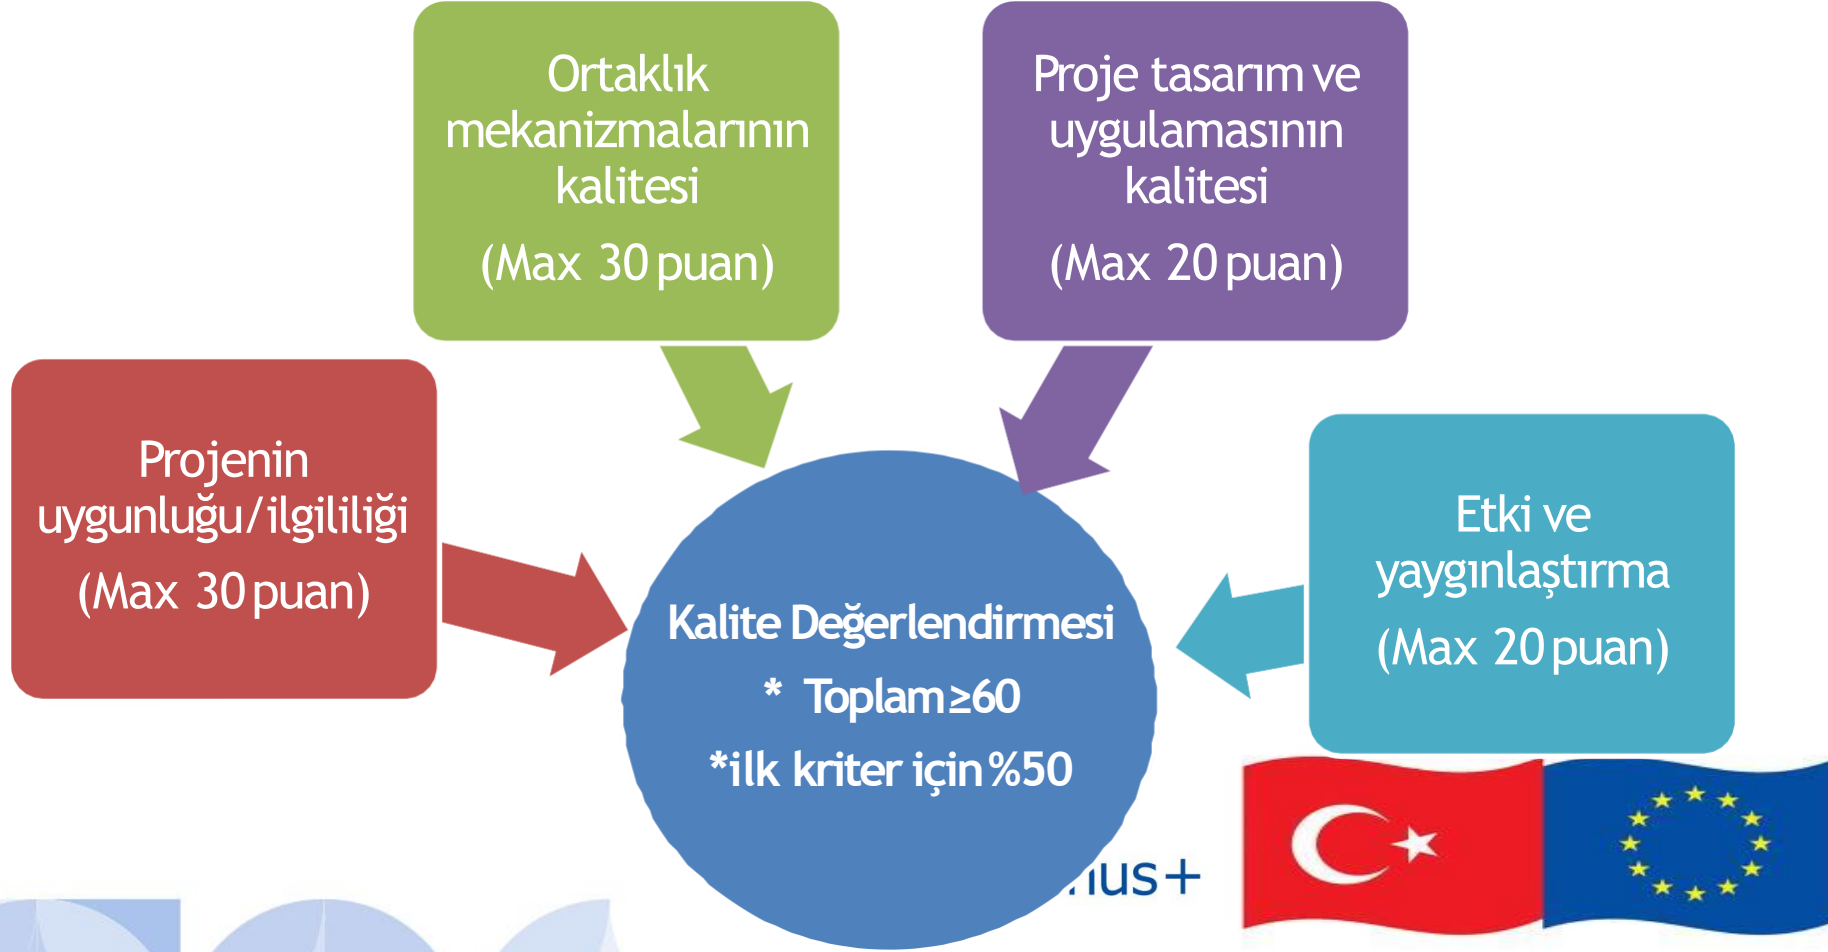 Ortaklık
mekanizmalarının
kalitesi
(Max 30 puan)
Proje tasarım ve
uygulamasının
kalitesi
(Max 20 puan)
Projenin
uygunluğu/ilgililiği
(Max 30 puan)
Etki ve
yaygınlaştırma
(Max 20 puan)
Kalite Değerlendirmesi
* Toplam ≥60
*ilk kriter için %50